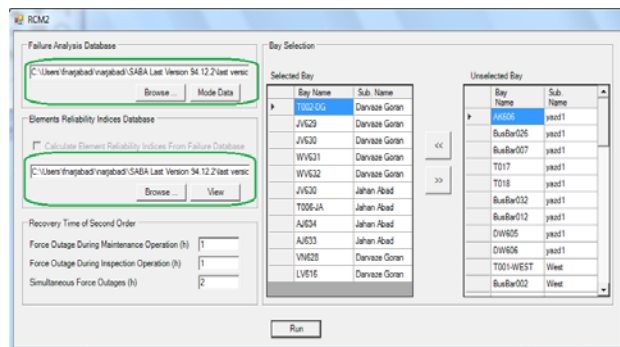 RCM2
Failure Analysis Database
C:\Users\fnarjabadi\narjabadi\SABA Last Version 94.12.2\last versic
Browse ...
Mode Data
Elements Reliability Indices Database
Calculate Element Reliability Indices From Failure Database
C:\Users\fnarjabadi\narjabadi\SABA Last Version 94.12.2\last versic
Browse ...
View
Recovery Time of Second Order
Force Outage During Maintenance Operation (h) 1
Force Outage During Inspection Operation (h) 1
Simultaneous Force Outages (h) 2
Bay Selection
Selected Bay
Bay Name Sub. Name
T002-DG Darvaze Goran
JV629 Darvaze Goran
JV630 Darvaze Goran
WV631 Darvaze Goran
WV632 Darvaze Goran
JV630 Jahan Abad
T006-JA Jahan Abad
AJ634 Jahan Abad
AJ633 Jahan Abad
VN628 Darvaze Goran
LV616 Darvaze Goran
<<
>>
Unselected Bay
Bay Name Sub. Name
AK606 yazd1
BusBar026 yazd1
BusBar007 yazd1
T017 yazd1
T018 yazd1
BusBar032 yazd1
BusBar012 yazd1
DW605 yazd1
DW606 yazd1
T001-WEST West
BusBar002 West
Run